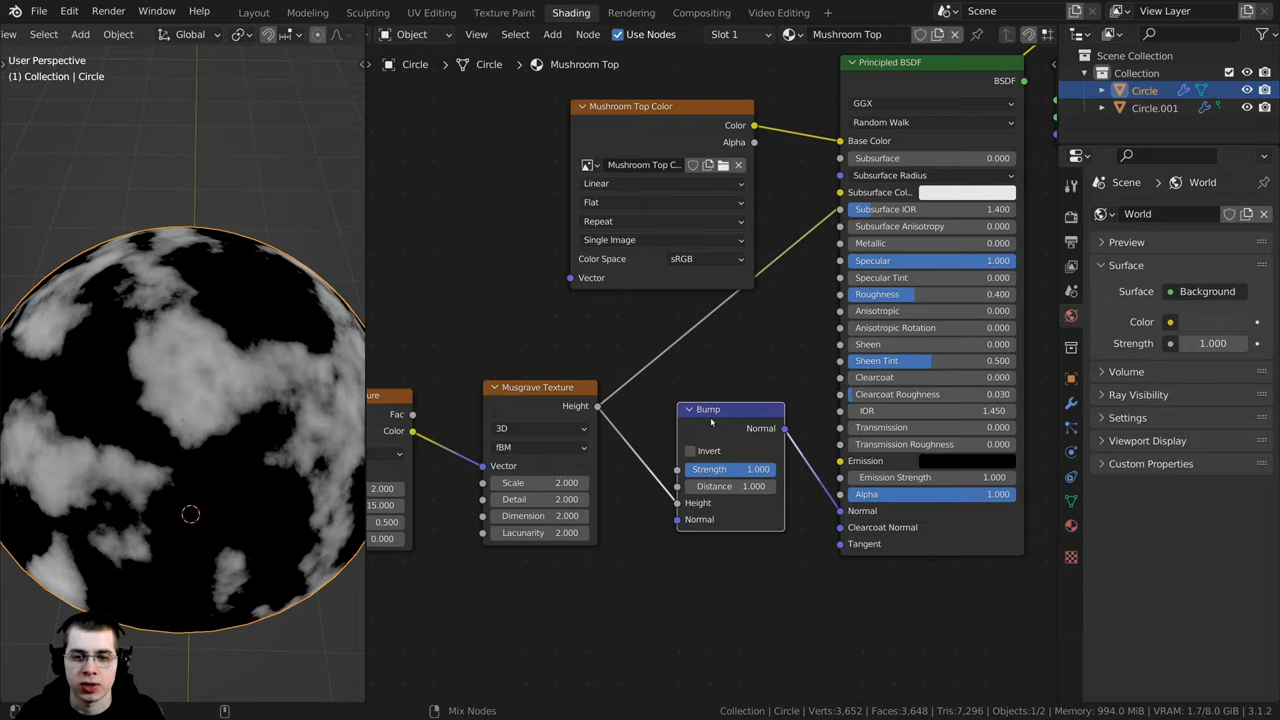 File Edit Render Window Help Layout Modeling Sculpting UV Editing Texture Paint Shading Rendering Compositing Video Editing Scene View Layer
Select Add Object Global Object View Select Add Node Use Nodes Slot 1 Mushroom Top
User Perspective
(1) Collection | Circle
Circle Circle Mushroom Top
Scene Collection
Collection
Circle
Circle.001
Mushroom Top Color
Color
Alpha
Mushroom Top C...
Linear
Flat
Repeat
Single Image
Color Space sRGB
Vector
Fac
Color
2.000
15.000
0.500
0.000
Musgrave Texture
Height
3D
fBM
Vector
Scale 2.000
Detail 2.000
Dimension 2.000
Lacunarity 2.000
Bump
Normal
Invert
Strength 1.000
Distance 1.000
Height
Normal
Principled BSDF
BSDF
GGX
Random Walk
Base Color
Subsurface 0.000
Subsurface Radius
Subsurface Col...
Subsurface IOR 1.400
Subsurface Anisotropy 0.000
Metallic 0.000
Specular 1.000
Specular Tint 0.000
Roughness 0.400
Anisotropic 0.000
Anisotropic Rotation 0.000
Sheen 0.000
Sheen Tint 0.500
Clearcoat 0.000
Clearcoat Roughness 0.030
IOR 1.450
Transmission 0.000
Transmission Roughness 0.000
Emission
Emission Strength 1.000
Alpha 1.000
Normal
Clearcoat Normal
Tangent
Scene World
World
Preview
Surface
Surface Background
Color
Strength 1.000
Volume
Ray Visibility
Settings
Viewport Display
Custom Properties
Mix Nodes
Collection | Circle | Verts:3,652 | Faces:3,648 | Tris:7,296 | Objects:1/2 | Memory: 994.0 MiB | VRAM: 1.7/8.0 GiB | 3.1.2